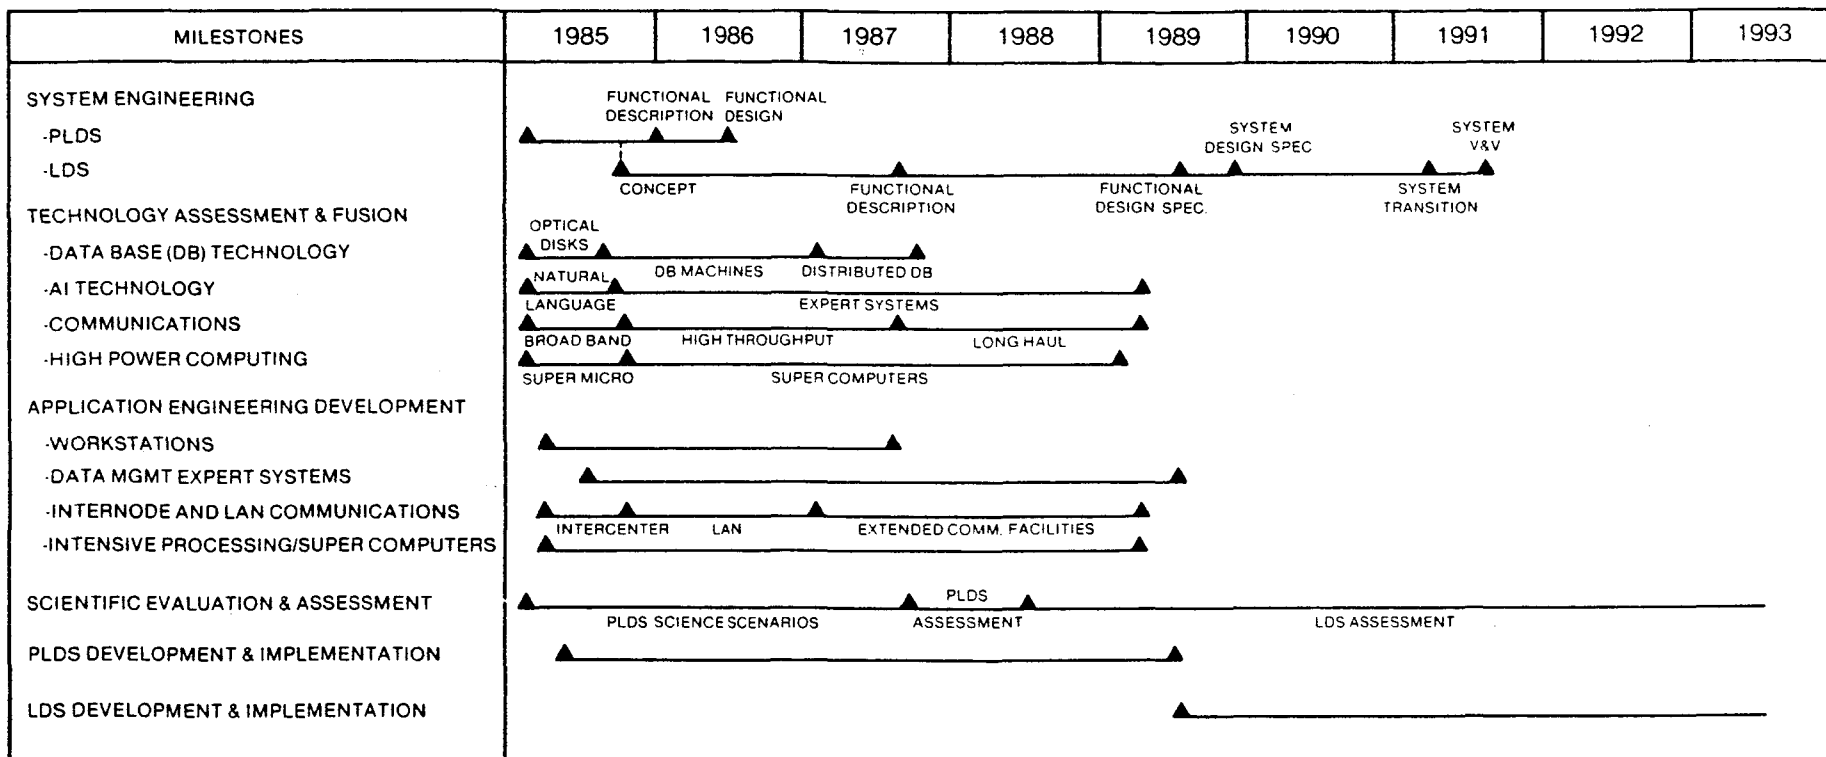 MILESTONES 1985 1986 1987 1988 1989 1990 1991 1992 1993
SYSTEM ENGINEERING
FUNCTIONAL DESCRIPTION
FUNCTIONAL DESIGN
-PLDS
SYSTEM DESIGN SPEC
SYSTEM V&V
-LDS
CONCEPT
FUNCTIONAL DESCRIPTION
FUNCTIONAL DESIGN SPEC.
SYSTEM TRANSITION
TECHNOLOGY ASSESSMENT & FUSION
-DATA BASE (DB) TECHNOLOGY
OPTICAL DISKS
DB MACHINES
DISTRIBUTED DB
-AI TECHNOLOGY
NATURAL LANGUAGE
EXPERT SYSTEMS
-COMMUNICATIONS
BROAD BAND
HIGH THROUGHPUT
LONG HAUL
-HIGH POWER COMPUTING
SUPER MICRO
SUPER COMPUTERS
APPLICATION ENGINEERING DEVELOPMENT
-WORKSTATIONS
-DATA MGMT EXPERT SYSTEMS
-INTERNODE AND LAN COMMUNICATIONS
INTERCENTER
LAN
EXTENDED COMM. FACILITIES
-INTENSIVE PROCESSING/SUPER COMPUTERS
SCIENTIFIC EVALUATION & ASSESSMENT
PLDS SCIENCE SCENARIOS
PLDS ASSESSMENT
LDS ASSESSMENT
PLDS DEVELOPMENT & IMPLEMENTATION
LDS DEVELOPMENT & IMPLEMENTATION